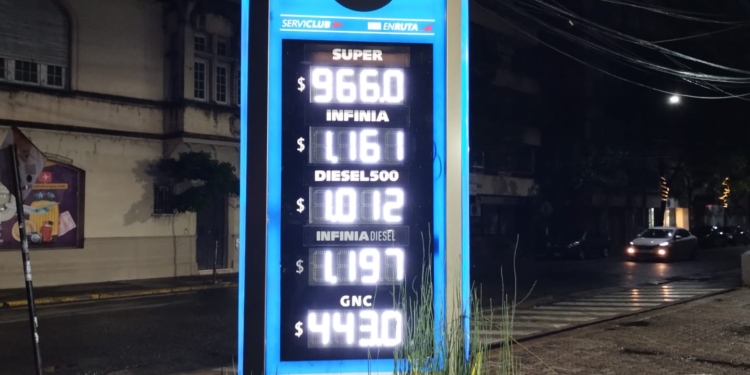 SERVICLUB ENRUTA
SUPER
$ 966.0
INFINIA
$ 1.161
DIESEL500
$ 1.012
INFINIA DIESEL
$ 1.197
GNC
$ 443.0